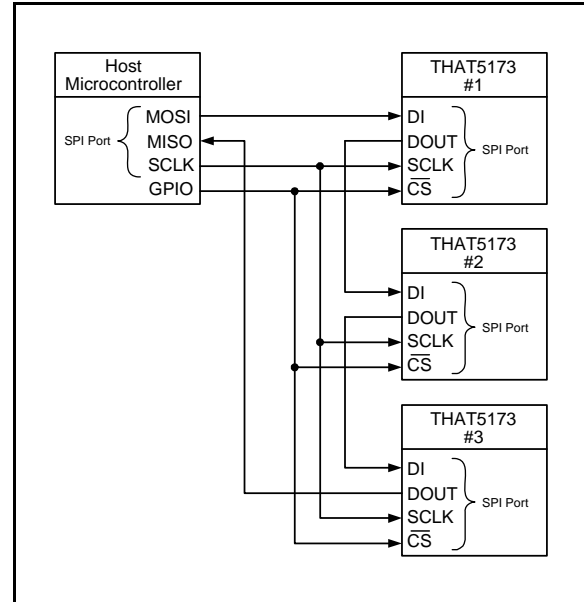 Host
Microcontroller
SPI Port
MOSI
MISO
SCLK
GPIO
THAT5173
#1
DI
DOUT
SCLK
CS
SPI Port
THAT5173
#2
DI
DOUT
SCLK
CS
SPI Port
THAT5173
#3
DI
DOUT
SCLK
CS
SPI Port